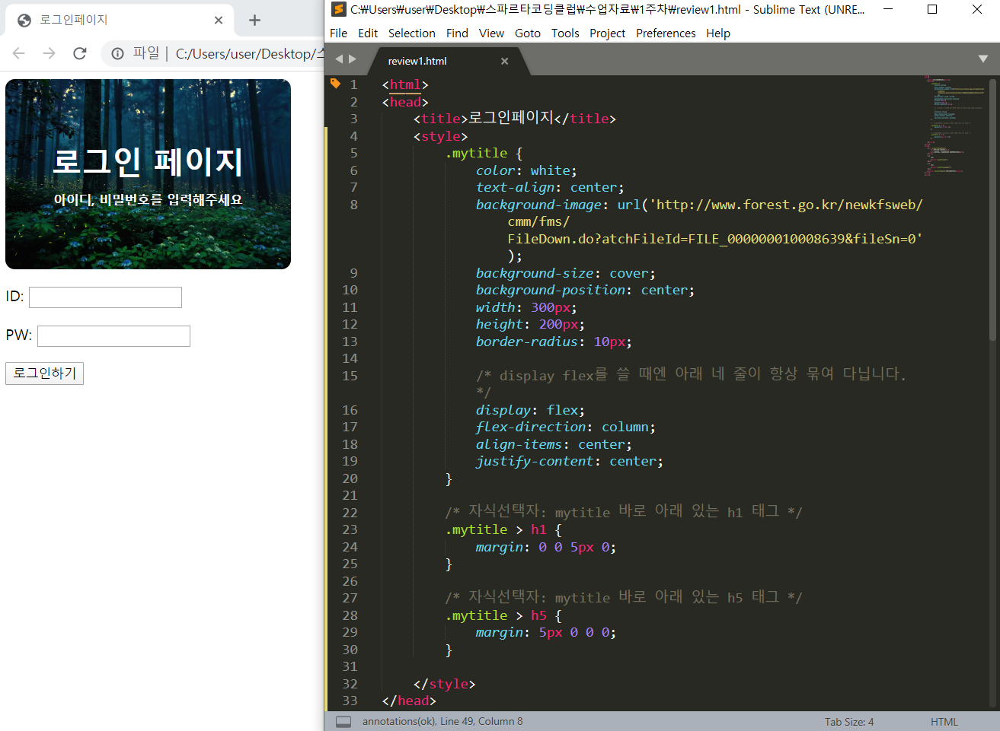 로그인페이지
파일 | C:/Users/user/Desktop/스
로그인 페이지
아이디, 비밀번호를 입력해주세요
ID:
PW:
로그인하기
C:₩Users₩user₩Desktop₩스파르타코딩클럽₩수업자료₩1주차₩review1.html - Sublime Text (UNRE...
File Edit Selection Find View Goto Tools Project Preferences Help
review1.html
1 <html>
2 <head>
3 <title>로그인페이지</title>
4 <style>
5 .mytitle {
6 color: white;
7 text-align: center;
8 background-image: url('http://www.forest.go.kr/newkfsweb/
cmm/fms/
FileDown.do?atchFileId=FILE_000000010008639&fileSn=0'
);
9 background-size: cover;
10 background-position: center;
11 width: 300px;
12 height: 200px;
13 border-radius: 10px;
14
15 /* display flex를 쓸 때엔 아래 네 줄이 항상 묶여 다닙니다.
*/
16 display: flex;
17 flex-direction: column;
18 align-items: center;
19 justify-content: center;
20 }
21
22 /* 자식선택자: mytitle 바로 아래 있는 h1 태그 */
23 .mytitle > h1 {
24 margin: 0 0 5px 0;
25 }
26
27 /* 자식선택자: mytitle 바로 아래 있는 h5 태그 */
28 .mytitle > h5 {
29 margin: 5px 0 0 0;
30 }
31
32 </style>
33 </head>
annotations(ok), Line 49, Column 8 Tab Size: 4 HTML